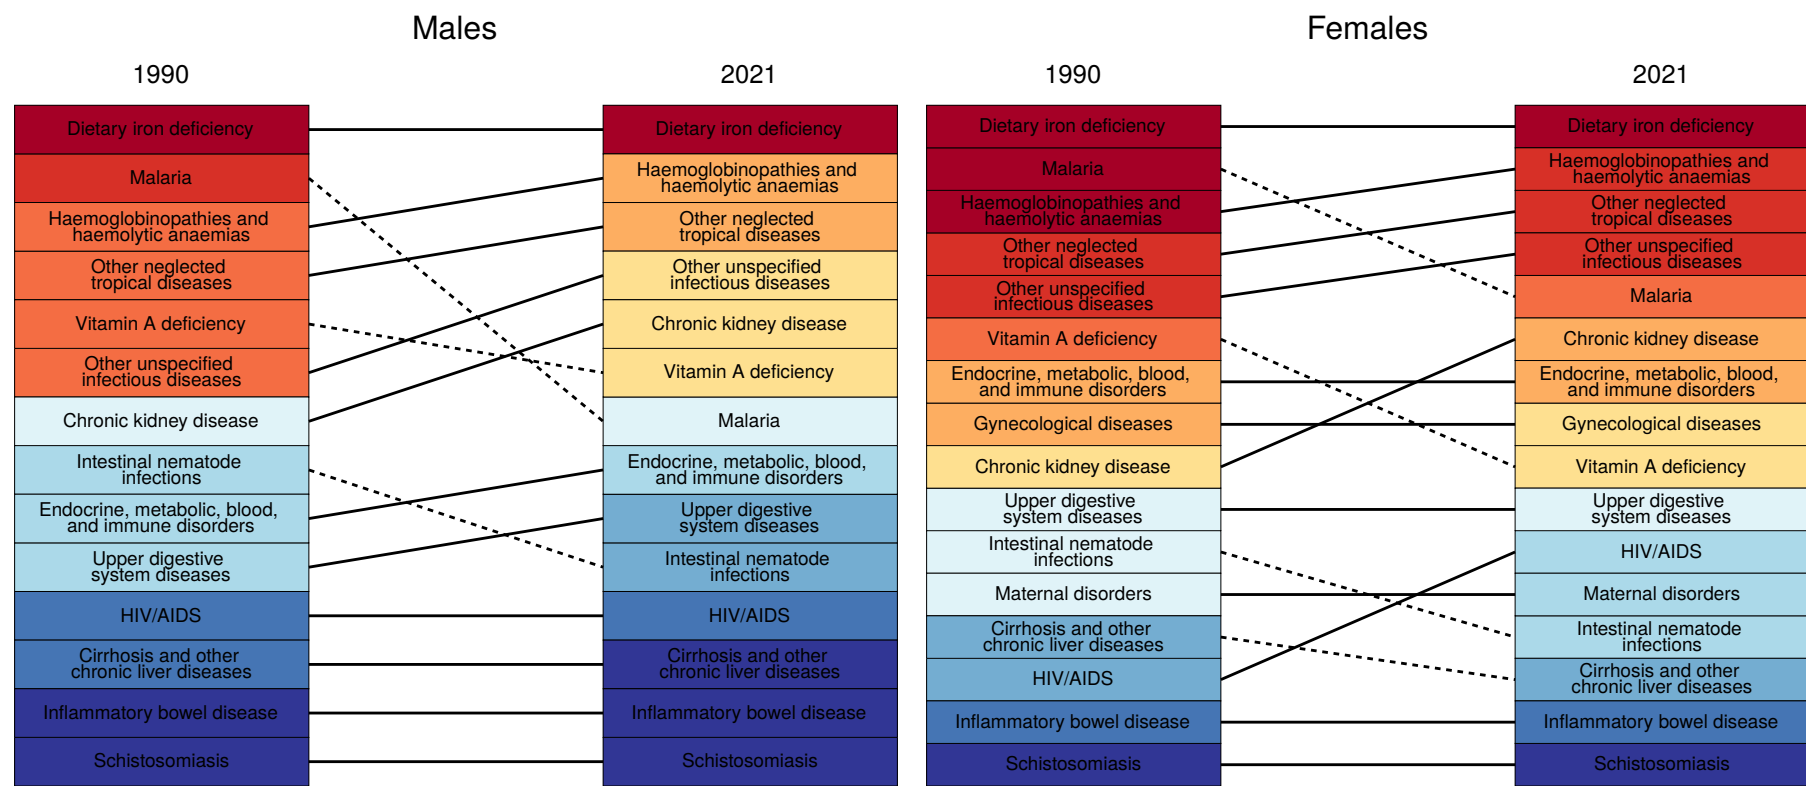 Males
1990
2021
Dietary iron deficiency
Malaria
Haemoglobinopathies and
haemolytic anaemias
Other neglected
tropical diseases
Vitamin A deficiency
Other unspecified
infectious diseases
Chronic kidney disease
Intestinal nematode
infections
Endocrine, metabolic, blood,
and immune disorders
Upper digestive
system diseases
HIV/AIDS
Cirrhosis and other
chronic liver diseases
Inflammatory bowel disease
Schistosomiasis
Dietary iron deficiency
Haemoglobinopathies and
haemolytic anaemias
Other neglected
tropical diseases
Other unspecified
infectious diseases
Chronic kidney disease
Vitamin A deficiency
Malaria
Endocrine, metabolic, blood,
and immune disorders
Upper digestive
system diseases
Intestinal nematode
infections
HIV/AIDS
Cirrhosis and other
chronic liver diseases
Inflammatory bowel disease
Schistosomiasis
Females
1990
2021
Dietary iron deficiency
Malaria
Haemoglobinopathies and
haemolytic anaemias
Other neglected
tropical diseases
Other unspecified
infectious diseases
Vitamin A deficiency
Endocrine, metabolic, blood,
and immune disorders
Gynecological diseases
Chronic kidney disease
Upper digestive
system diseases
Intestinal nematode
infections
Maternal disorders
Cirrhosis and other
chronic liver diseases
HIV/AIDS
Inflammatory bowel disease
Schistosomiasis
Dietary iron deficiency
Haemoglobinopathies and
haemolytic anaemias
Other neglected
tropical diseases
Other unspecified
infectious diseases
Malaria
Chronic kidney disease
Endocrine, metabolic, blood,
and immune disorders
Gynecological diseases
Vitamin A deficiency
Upper digestive
system diseases
HIV/AIDS
Maternal disorders
Intestinal nematode
infections
Cirrhosis and other
chronic liver diseases
Inflammatory bowel disease
Schistosomiasis